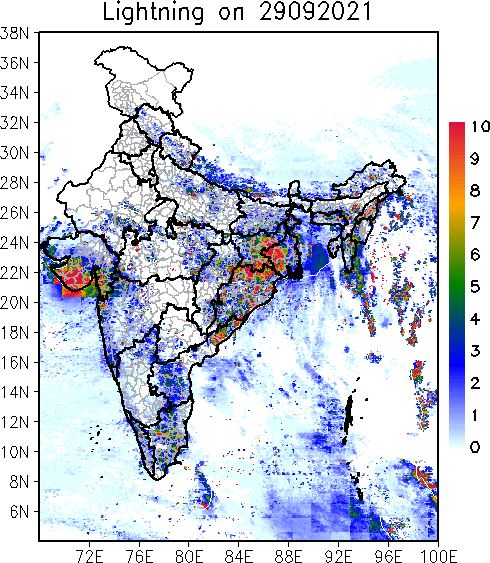 Lightning on 29092021
38N
36N
34N
32N
30N
28N
26N
24N
22N
20N
18N
16N
14N
12N
10N
8N
6N
72E 76E 80E 84E 88E 92E 96E 100E
10
9
8
7
6
5
4
3
2
1
0